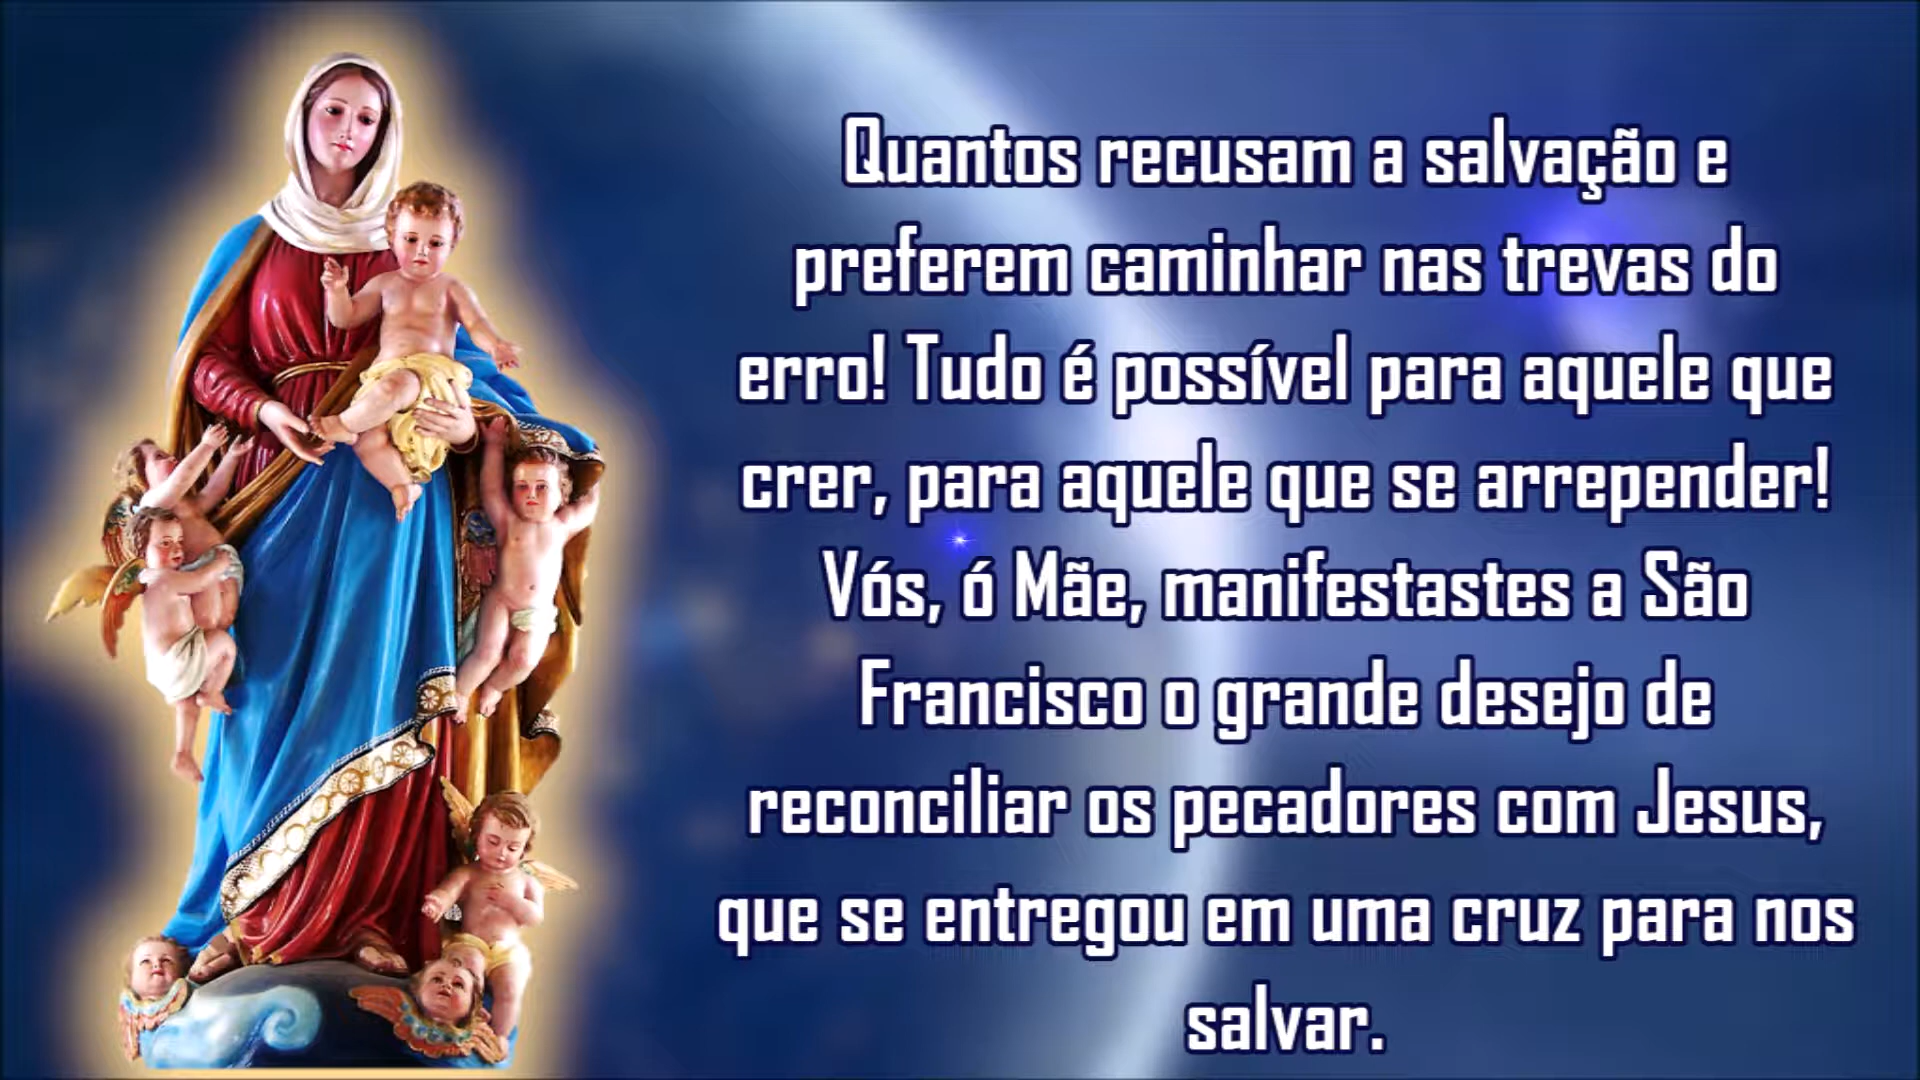 Quantos recusam a salvação e
preferem caminhar nas trevas do
erro! Tudo é possível para aquele que
crer, para aquele que se arrepender!
Vós, ó Mãe, manifestastes a São
Francisco o grande desejo de
reconciliar os pecadores com Jesus,
que se entregou em uma cruz para nos
salvar.